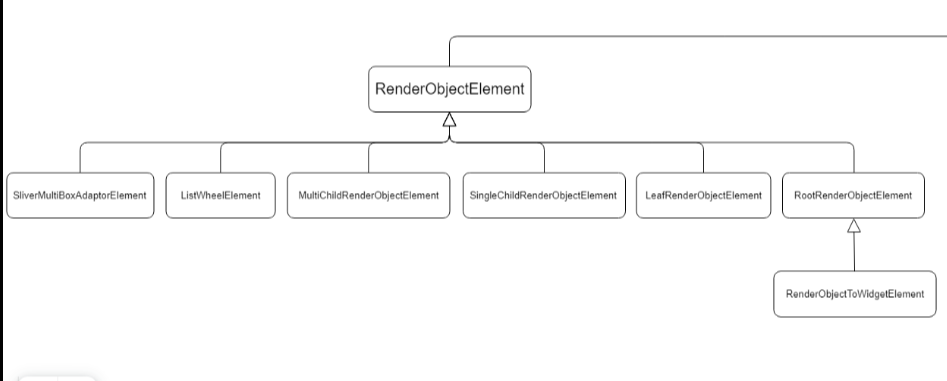 RenderObjectElement
SliverMultiBoxAdaptorElement
ListWheelElement
MultiChildRenderObjectElement
SingleChildRenderObjectElement
LeafRenderObjectElement
RootRenderObjectElement
RenderObjectToWidgetElement